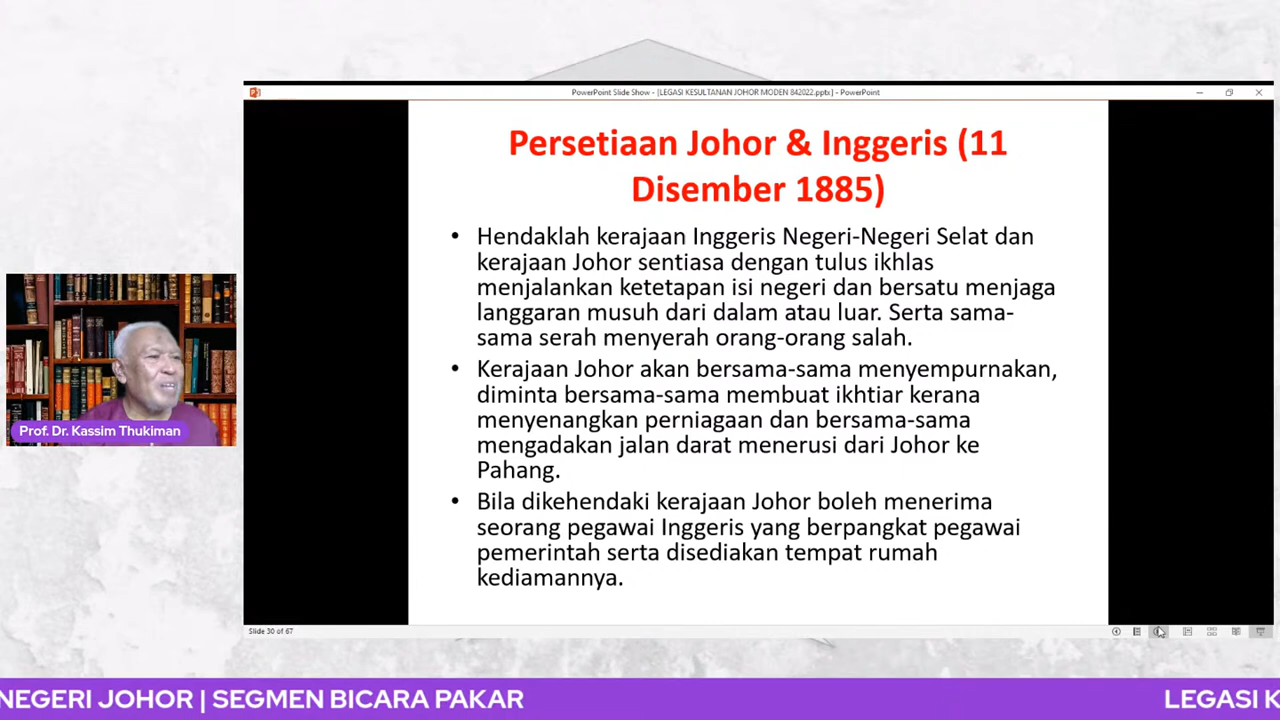 PowerPoint Slide Show - [LEGASI KESULTANAN JOHOR MODEN 842022.pptx] - PowerPoint
Persetiaan Johor & Inggeris (11
Disember 1885)
• Hendaklah kerajaan Inggeris Negeri-Negeri Selat dan
kerajaan Johor sentiasa dengan tulus ikhlas
menjalankan ketetapan isi negeri dan bersatu menjaga
langgaran musuh dari dalam atau luar. Serta sama-
sama serah menyerah orang-orang salah.
• Kerajaan Johor akan bersama-sama menyempurnakan,
diminta bersama-sama membuat ikhtiar kerana
menyenangkan perniagaan dan bersama-sama
mengadakan jalan darat menerusi dari Johor ke
Pahang.
• Bila dikehendaki kerajaan Johor boleh menerima
seorang pegawai Inggeris yang berpangkat pegawai
pemerintah serta disediakan tempat rumah
kediamannya.
Prof. Dr. Kassim Thukiman
Slide 30 of 67
NEGERI JOHOR | SEGMEN BICARA PAKAR
LEGASI K